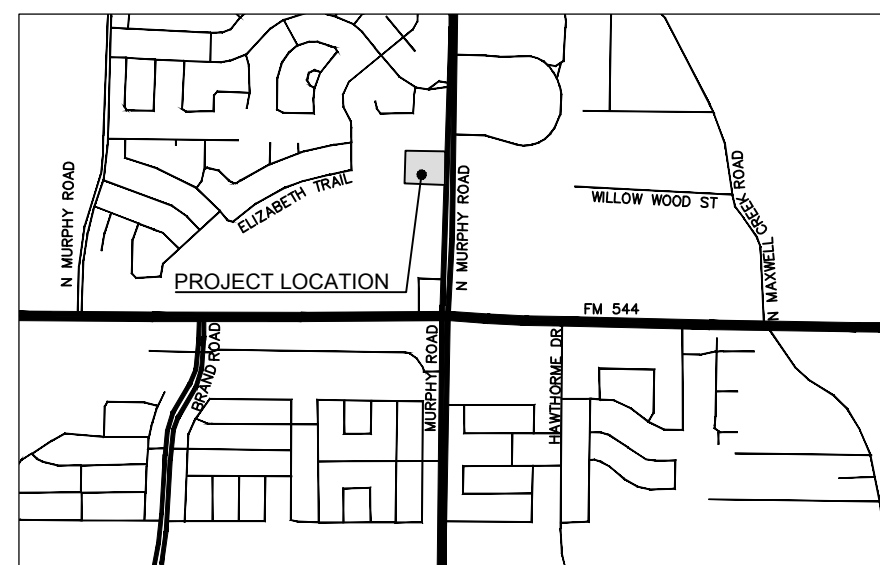 N MURPHY ROAD
ELIZABETH TRAIL
N MURPHY ROAD
WILLOW WOOD ST
N MAXWELL CREEK ROAD
PROJECT LOCATION
FM 544
BRAND ROAD
MURPHY ROAD
HAWTHORME DR